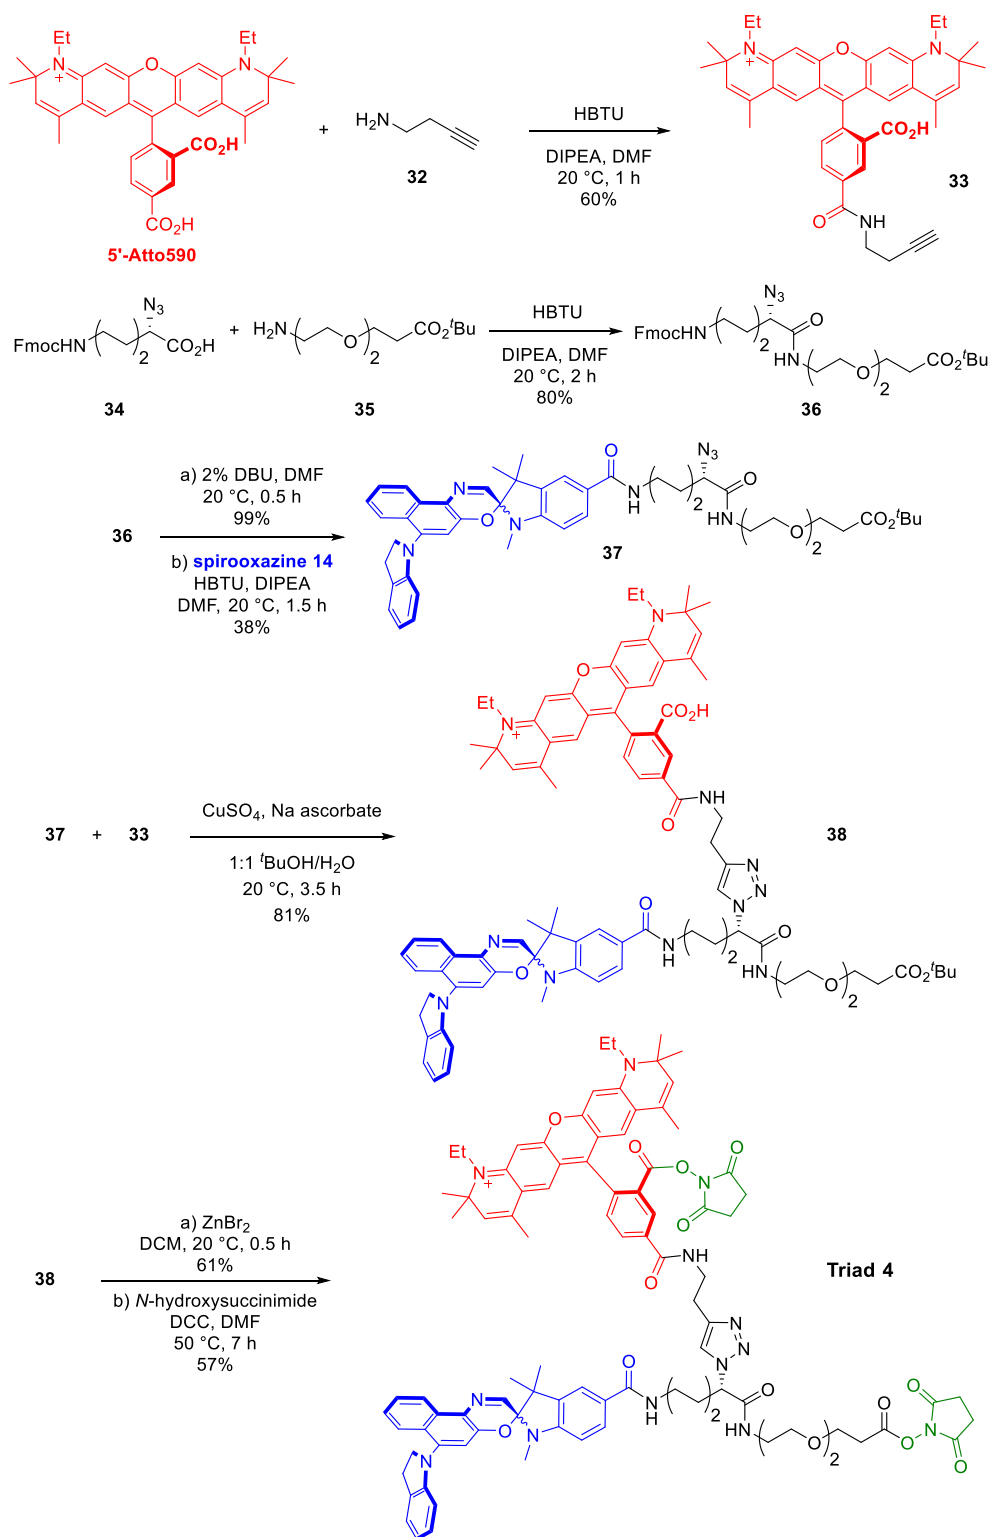 Et
Et
N
+
O
N
CO₂H
CO₂H
5'-Atto590
+
H₂N
32
HBTU
DIPEA, DMF
20 °C, 1 h
60%
Et
Et
N
+
O
N
CO₂H
O
NH
33
FmocHN ( )₂ N₃ CO₂H
34
+
H₂N ( O )₂ CO₂ᵗBu
35
HBTU
DIPEA, DMF
20 °C, 2 h
80%
FmocHN ( )₂ N₃ O
N
H ( O )₂ CO₂ᵗBu
36
36
a) 2% DBU, DMF
20 °C, 0.5 h
99%
b) spirooxazine 14
HBTU, DIPEA
DMF, 20 °C, 1.5 h
38%
N
O
N
N
O
N
H ( )₂ N₃ O
N
H ( O )₂ CO₂ᵗBu
37
37 + 33
CuSO₄, Na ascorbate
1:1 ᵗBuOH/H₂O
20 °C, 3.5 h
81%
Et
N
O
Et
N
+
CO₂H
O
NH
38
N
N
N
N
O
N
N
O
N
H ( )₂ O
N
H ( O )₂ CO₂ᵗBu
38
a) ZnBr₂
DCM, 20 °C, 0.5 h
61%
b) N-hydroxysuccinimide
DCC, DMF
50 °C, 7 h
57%
Et
N
O
Et
N
+
O
O
N
O
O
O
NH
Triad 4
N
N
N
N
O
N
N
O
N
H ( )₂ O
N
H ( O )₂ O
O
N
O
O